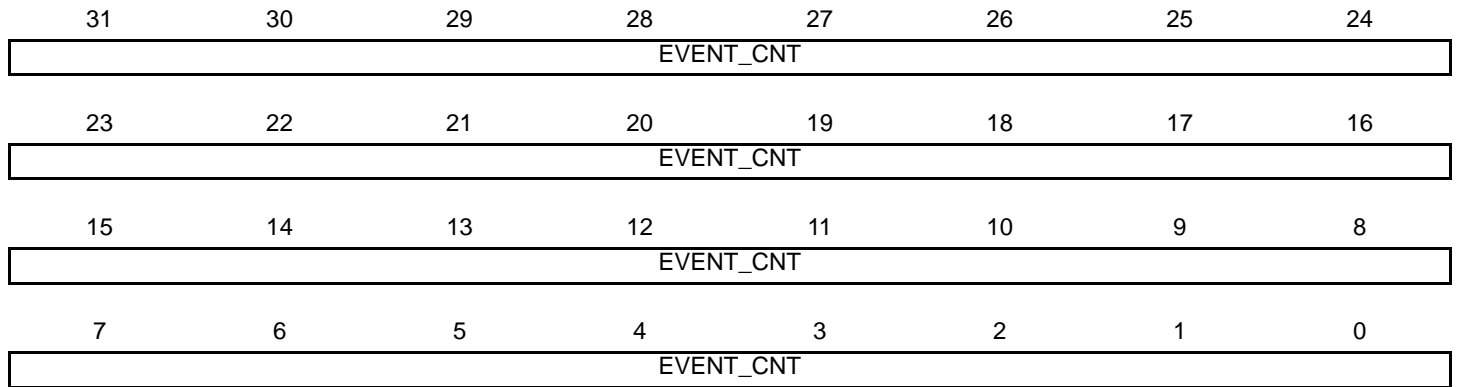 31 30 29 28 27 26 25 24
EVENT_CNT
23 22 21 20 19 18 17 16
EVENT_CNT
15 14 13 12 11 10 9 8
EVENT_CNT
7 6 5 4 3 2 1 0
EVENT_CNT